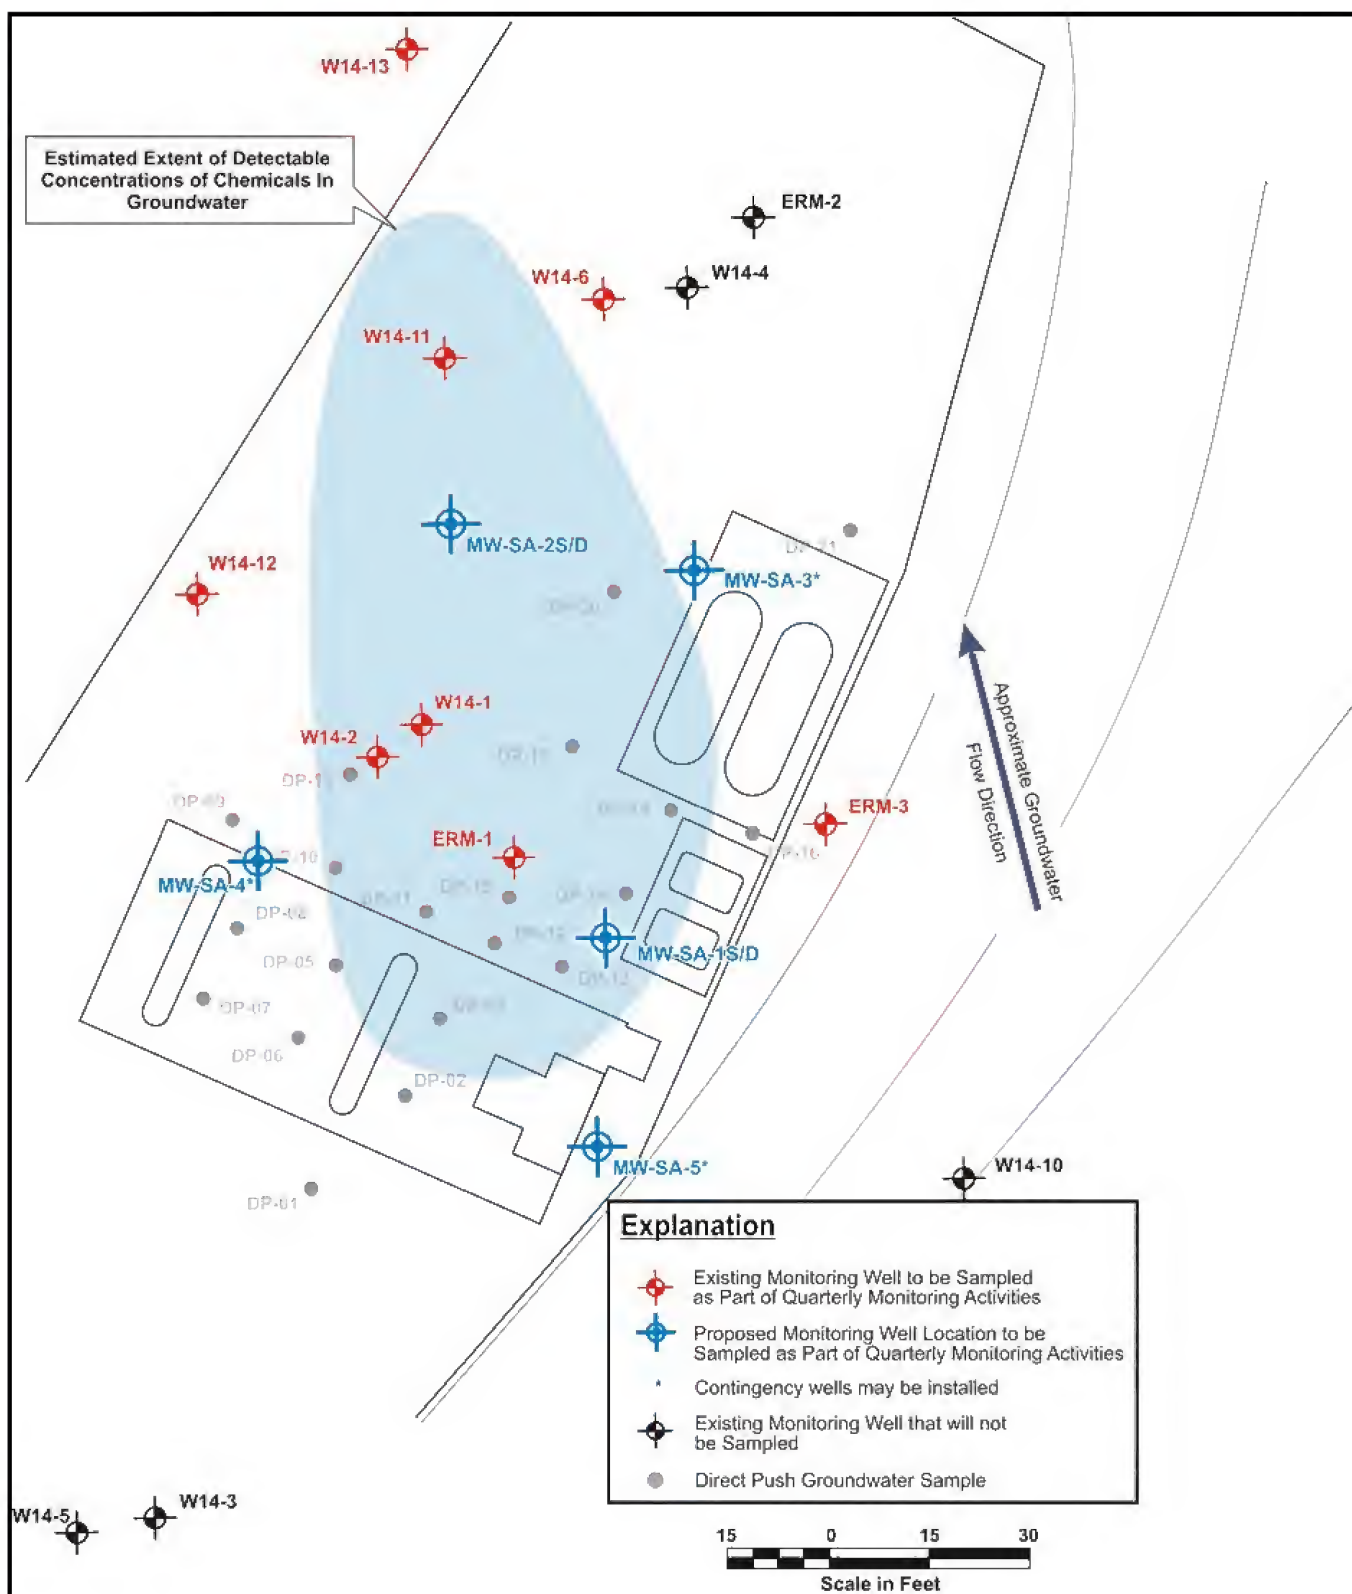 W14-13
Estimated Extent of Detectable
Concentrations of Chemicals In
Groundwater
ERM-2
W14-6
W14-4
W14-11
MW-SA-2S/D
MW-SA-3*
W14-12
W14-1
W14-2
ERM-3
ERM-1
Approximate Groundwater
Flow Direction
DP-16
MW-SA-4*
DP-08
DP-05
MW-SA-1S/D
DP-07
DP-06
DP-02
MW-SA-5*
DP-01
W14-10
Explanation
Existing Monitoring Well to be Sampled
as Part of Quarterly Monitoring Activities
Proposed Monitoring Well Location to be
Sampled as Part of Quarterly Monitoring Activities
* Contingency wells may be installed
Existing Monitoring Well that will not
be Sampled
Direct Push Groundwater Sample
W14-5
W14-3
15 0 15 30
Scale in Feet